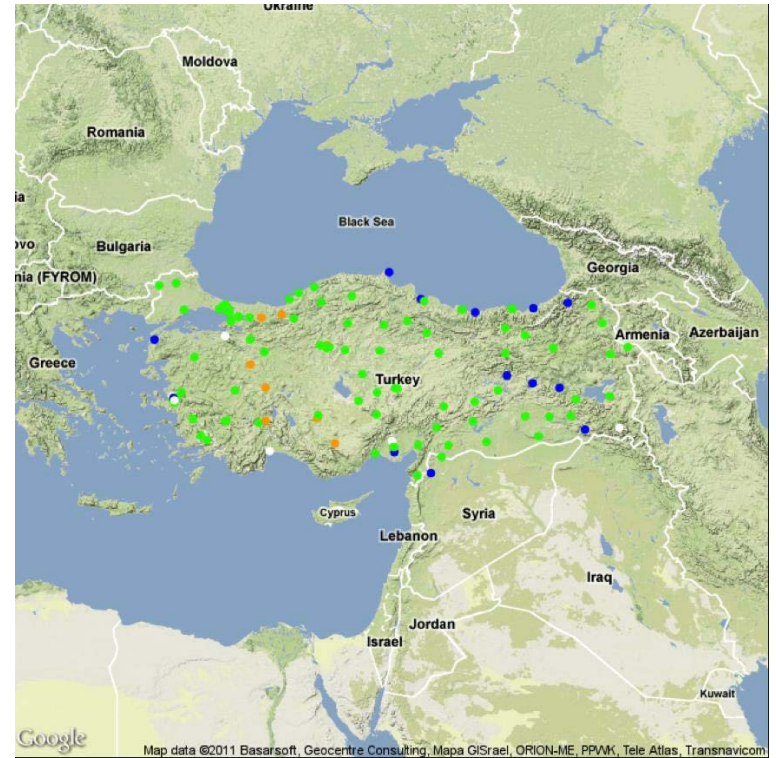 Ukraine
Moldova
Romania
ia
Black Sea
ovo
Bulgaria
Georgia
nia (FYROM)
Armenia
Azerbaijan
Greece
Turkey
Cyprus
Syria
Lebanon
Iraq
Jordan
Israel
Kuwait
Google
Map data ©2011 Basarsoft, Geocentre Consulting, Mapa GISrael, ORION-ME, PPWK, Tele Atlas, Transnavicom